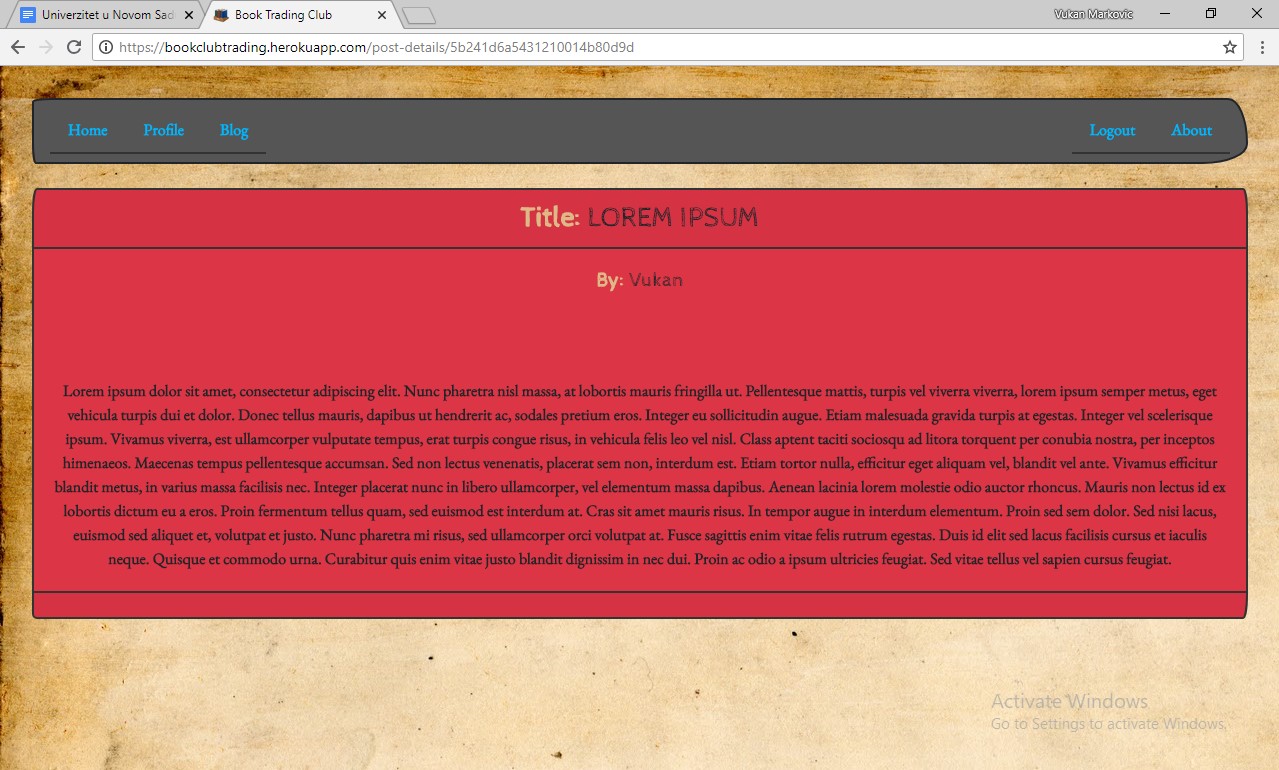 Univerzitet u Novom Sad
Book Trading Club
Vukan Markovic
https://bookclubtrading.herokuapp.com/post-details/5b241d6a5431210014b80d9d
Home Profile Blog Logout About
Title: LOREM IPSUM
By: Vukan
Lorem ipsum dolor sit amet, consectetur adipiscing elit. Nunc pharetra nisl massa, at lobortis mauris fringilla ut. Pellentesque mattis, turpis vel viverra viverra, lorem ipsum semper metus, eget
vehicula turpis dui et dolor. Donec tellus mauris, dapibus ut hendrerit ac, sodales pretium eros. Integer eu sollicitudin augue. Etiam malesuada gravida turpis at egestas. Integer vel scelerisque
ipsum. Vivamus viverra, est ullamcorper vulputate tempus, erat turpis congue risus, in vehicula felis leo vel nisl. Class aptent taciti sociosqu ad litora torquent per conubia nostra, per inceptos
himenaeos. Maecenas tempus pellentesque accumsan. Sed non lectus venenatis, placerat sem non, interdum est. Etiam tortor nulla, efficitur eget aliquam vel, blandit vel ante. Vivamus efficitur
blandit metus, in varius massa facilisis nec. Integer placerat nunc in libero ullamcorper, vel elementum massa dapibus. Aenean lacinia lorem molestie odio auctor rhoncus. Mauris non lectus id ex
lobortis dictum eu a eros. Proin fermentum tellus quam, sed euismod est interdum at. Cras sit amet mauris risus. In tempor augue in interdum elementum. Proin sed sem dolor. Sed nisi lacus,
euismod sed aliquet et, volutpat et justo. Nunc pharetra mi risus, sed ullamcorper orci volutpat at. Fusce sagittis enim vitae felis rutrum egestas. Duis id elit sed lacus facilisis cursus et iaculis
neque. Quisque et commodo urna. Curabitur quis enim vitae justo blandit dignissim in nec dui. Proin ac odio a ipsum ultricies feugiat. Sed vitae tellus vel sapien cursus feugiat.
Activate Windows
Go to Settings to activate Windows.